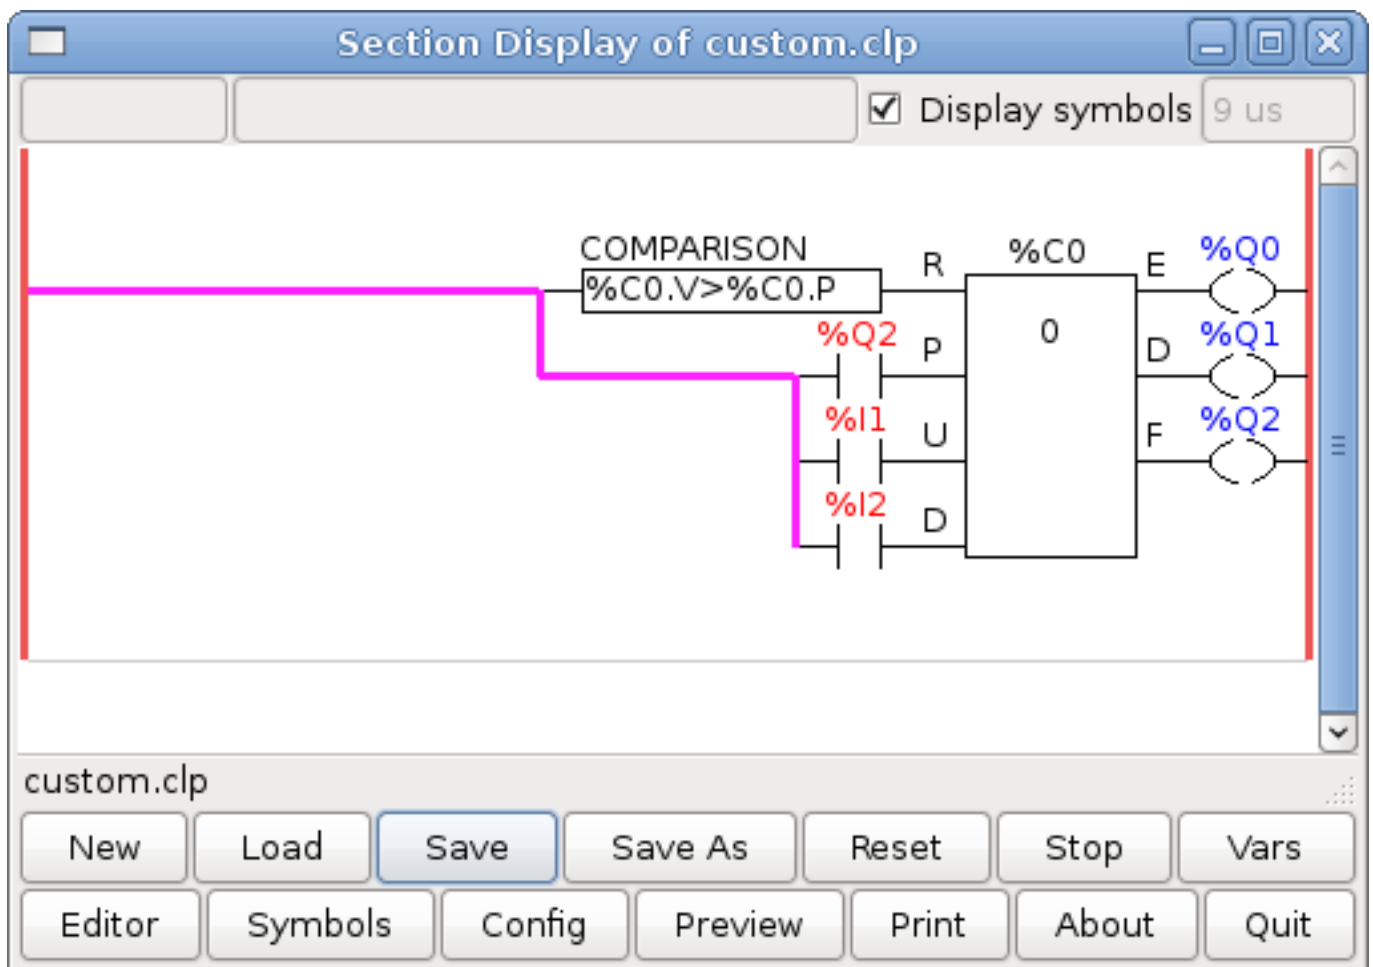 Section Display of custom.clp
Display symbols 9 us
COMPARISON R %C0 E %Q0
%C0.V>%C0.P
%Q2 P 0 D %Q1
%I1 U F %Q2
%I2 D
custom.clp
New Load Save Save As Reset Stop Vars
Editor Symbols Config Preview Print About Quit